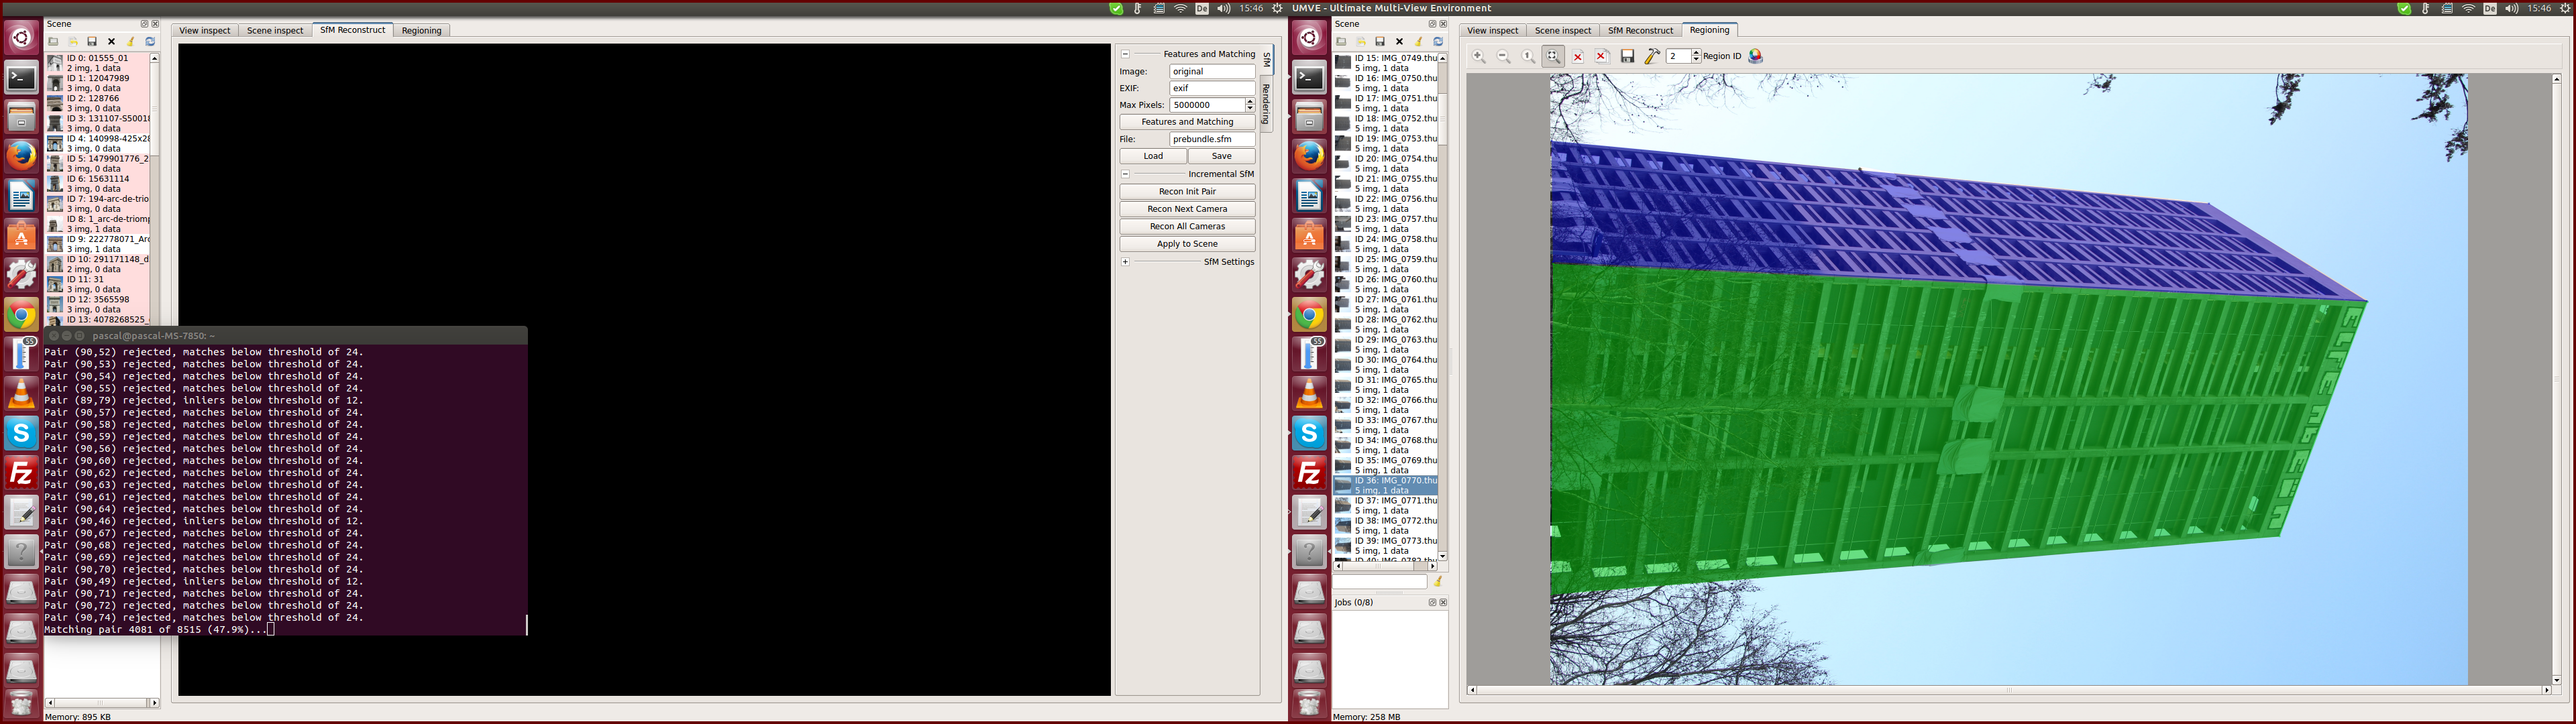 De
15:46
Scene
View inspect
Scene inspect
SfM Reconstruct
Regioning
ID 0: 01555_01
2 img, 1 data
ID 1: 12047989
3 img, 0 data
ID 2: 128766
3 img, 0 data
ID 3: 131107-S50018
3 img, 0 data
ID 4: 140998-425x28
3 img, 0 data
ID 5: 1479901776_2
3 img, 0 data
ID 6: 15631114
3 img, 0 data
ID 7: 194-arc-de-trio
3 img, 0 data
ID 8: 1_arc-de-triomp
3 img, 0 data
ID 9: 222778071_Arc
3 img, 1 data
ID 10: 291171148_d
2 img, 0 data
ID 11: 31
3 img, 0 data
ID 12: 3565598
3 img, 0 data
ID 13: 4078268525_
pascal@pascal-MS-7850: ~
Pair (90,52) rejected, matches below threshold of 24.
Pair (90,53) rejected, matches below threshold of 24.
Pair (90,54) rejected, matches below threshold of 24.
Pair (90,55) rejected, matches below threshold of 24.
Pair (89,79) rejected, inliers below threshold of 12.
Pair (90,57) rejected, matches below threshold of 24.
Pair (90,58) rejected, matches below threshold of 24.
Pair (90,59) rejected, matches below threshold of 24.
Pair (90,56) rejected, matches below threshold of 24.
Pair (90,60) rejected, matches below threshold of 24.
Pair (90,62) rejected, matches below threshold of 24.
Pair (90,63) rejected, matches below threshold of 24.
Pair (90,61) rejected, matches below threshold of 24.
Pair (90,64) rejected, matches below threshold of 24.
Pair (90,46) rejected, inliers below threshold of 12.
Pair (90,67) rejected, matches below threshold of 24.
Pair (90,68) rejected, matches below threshold of 24.
Pair (90,69) rejected, matches below threshold of 24.
Pair (90,70) rejected, matches below threshold of 24.
Pair (90,49) rejected, inliers below threshold of 12.
Pair (90,71) rejected, matches below threshold of 24.
Pair (90,72) rejected, matches below threshold of 24.
Pair (90,74) rejected, matches below threshold of 24.
Matching pair 4081 of 8515 (47.9%)...
Memory: 895 KB
Features and Matching
Image: original
EXIF: exif
Max Pixels: 5000000
Features and Matching
File: prebundle.sfm
Load Save
Incremental SfM
Recon Init Pair
Recon Next Camera
Recon All Cameras
Apply to Scene
SfM Settings
SfM
Rendering
55
S
Fz
UMVE - Ultimate Multi-View Environment
De
15:46
Scene
View inspect
Scene inspect
SfM Reconstruct
Regioning
2 Region ID
ID 15: IMG_0749.thu
5 img, 1 data
ID 16: IMG_0750.thu
5 img, 1 data
ID 17: IMG_0751.thu
5 img, 1 data
ID 18: IMG_0752.thu
5 img, 1 data
ID 19: IMG_0753.thu
5 img, 1 data
ID 20: IMG_0754.thu
5 img, 1 data
ID 21: IMG_0755.thu
5 img, 1 data
ID 22: IMG_0756.thu
5 img, 1 data
ID 23: IMG_0757.thu
5 img, 1 data
ID 24: IMG_0758.thu
5 img, 1 data
ID 25: IMG_0759.thu
5 img, 1 data
ID 26: IMG_0760.thu
5 img, 1 data
ID 27: IMG_0761.thu
5 img, 1 data
ID 28: IMG_0762.thu
5 img, 1 data
ID 29: IMG_0763.thu
5 img, 1 data
ID 30: IMG_0764.thu
5 img, 1 data
ID 31: IMG_0765.thu
5 img, 1 data
ID 32: IMG_0766.thu
5 img, 1 data
ID 33: IMG_0767.thu
5 img, 1 data
ID 34: IMG_0768.thu
5 img, 1 data
ID 35: IMG_0769.thu
5 img, 1 data
ID 36: IMG_0770.thu
5 img, 1 data
ID 37: IMG_0771.thu
5 img, 1 data
ID 38: IMG_0772.thu
5 img, 1 data
ID 39: IMG_0773.thu
5 img, 1 data
Jobs (0/8)
Memory: 258 MB
55
S
Fz